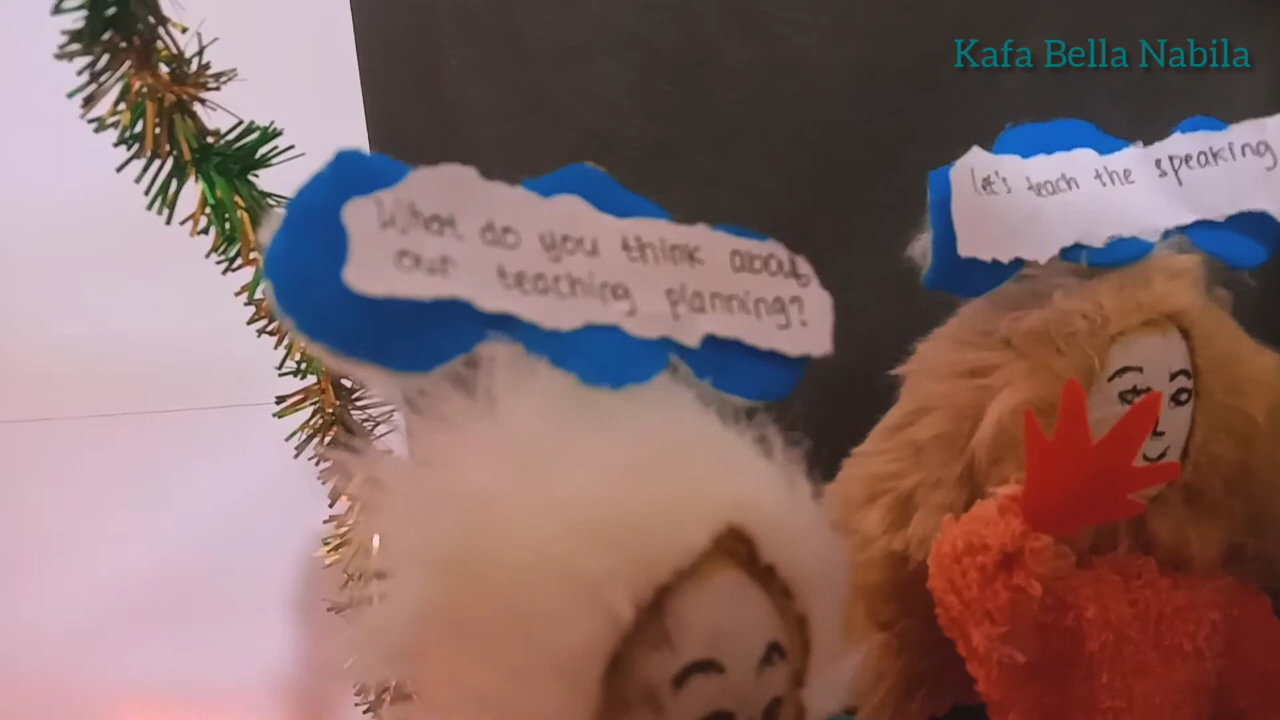 Kafa Bella Nabila
What do you think about
our teaching planning?
let's teach the speaking